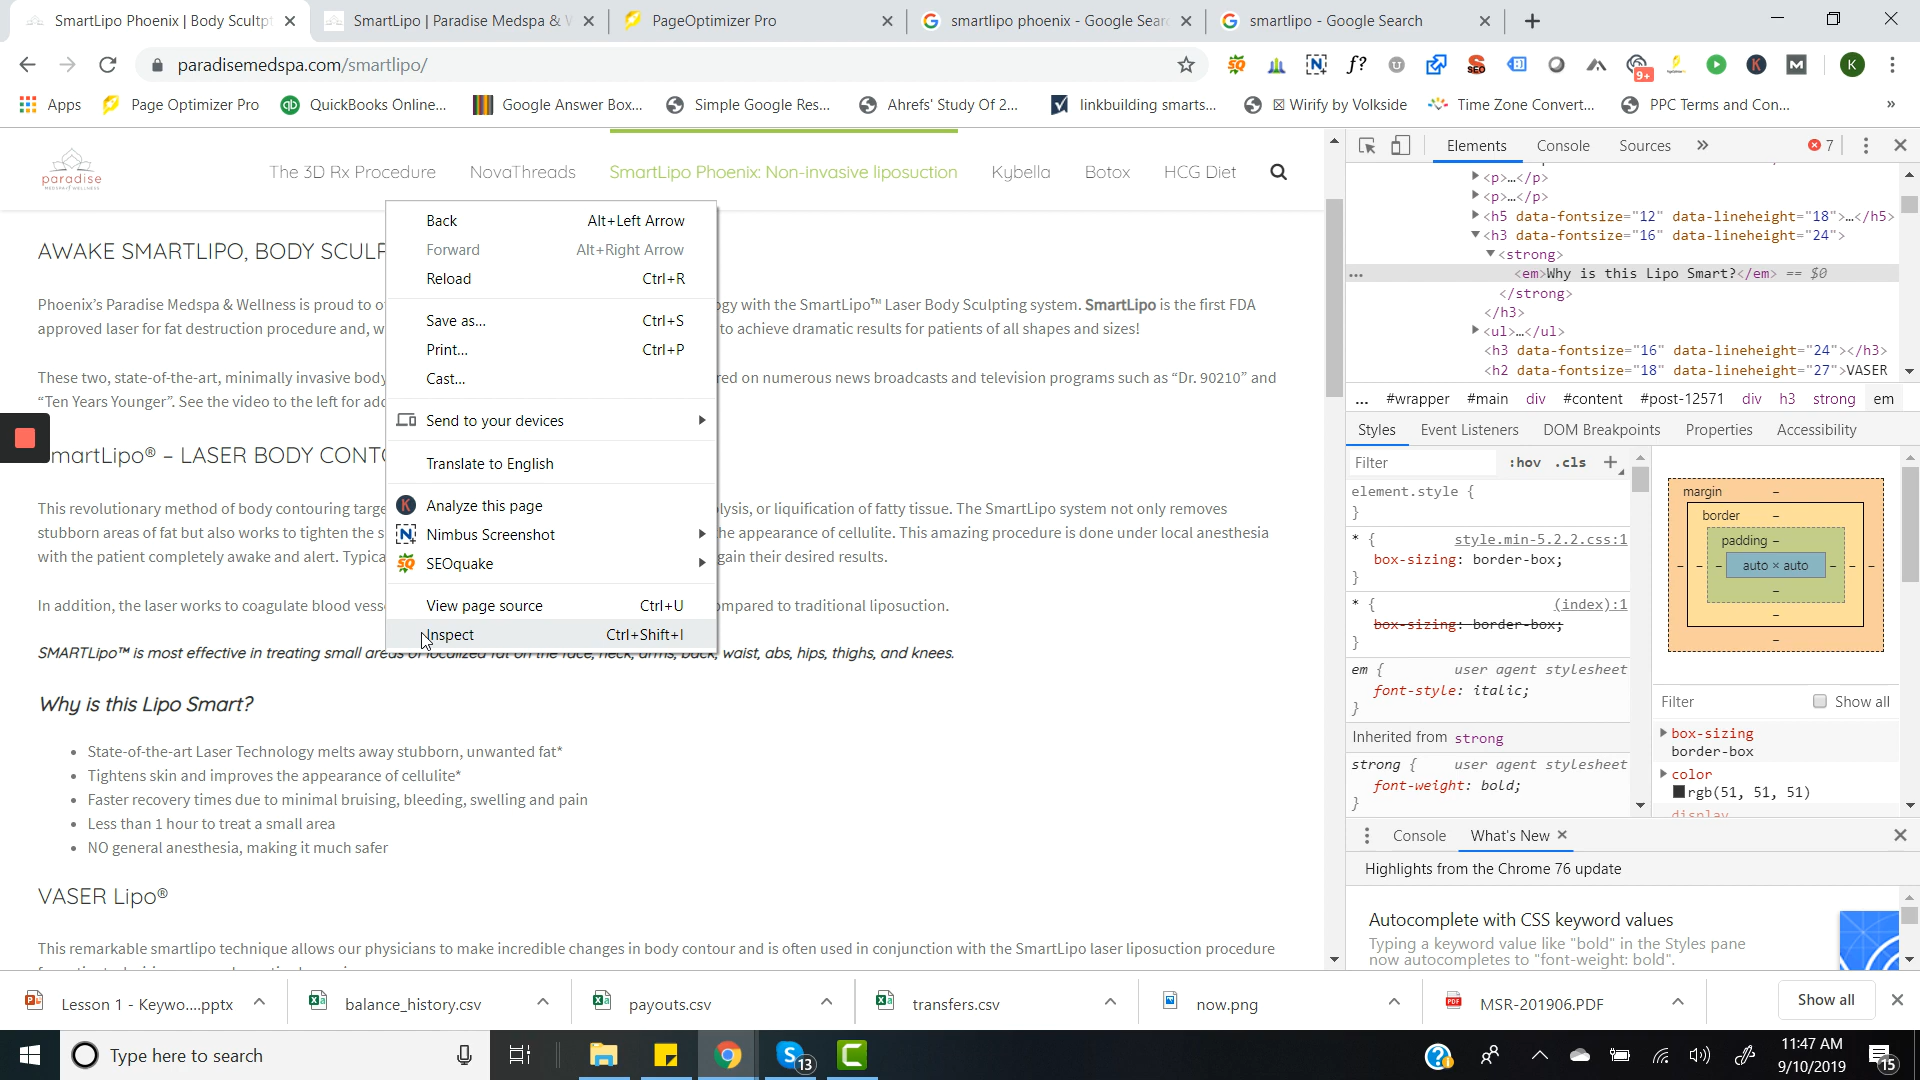 SmartLipo Phoenix | Body Sculpt
SmartLipo | Paradise Medspa &
PageOptimizer Pro
smartlipo phoenix - Google Sear
smartlipo - Google Search
paradisemedspa.com/smartlipo/
9+
K
Apps
Page Optimizer Pro
QuickBooks Online...
Google Answer Box...
Simple Google Res...
Ahrefs' Study Of 2...
linkbuilding smarts...
Wirify by Volkside
Time Zone Convert...
PPC Terms and Con...
»
paradise
MEDSPA & WELLNESS
The 3D Rx Procedure
NovaThreads
SmartLipo Phoenix: Non-invasive liposuction
Kybella
Botox
HCG Diet
AWAKE SMARTLIPO, BODY SCULP
Phoenix's Paradise Medspa & Wellness is proud to o
gy with the SmartLipo™ Laser Body Sculpting system. SmartLipo is the first FDA
approved laser for fat destruction procedure and, w
to achieve dramatic results for patients of all shapes and sizes!
These two, state-of-the-art, minimally invasive body
red on numerous news broadcasts and television programs such as “Dr. 90210” and
“Ten Years Younger”. See the video to the left for add
martLipo® – LASER BODY CONTO
This revolutionary method of body contouring targe
lysis, or liquification of fatty tissue. The SmartLipo system not only removes
stubborn areas of fat but also works to tighten the s
he appearance of cellulite. This amazing procedure is done under local anesthesia
with the patient completely awake and alert. Typica
gain their desired results.
In addition, the laser works to coagulate blood vess
mpared to traditional liposuction.
SMARTLipo™ is most effective in treating small areas of localized fat on the face, neck, arms, back, waist, abs, hips, thighs, and knees.
Why is this Lipo Smart?
• State-of-the-art Laser Technology melts away stubborn, unwanted fat*
• Tightens skin and improves the appearance of cellulite*
• Faster recovery times due to minimal bruising, bleeding, swelling and pain
• Less than 1 hour to treat a small area
• NO general anesthesia, making it much safer
VASER Lipo®
This remarkable smartlipo technique allows our physicians to make incredible changes in body contour and is often used in conjunction with the SmartLipo laser liposuction procedure
Back Alt+Left Arrow
Forward Alt+Right Arrow
Reload Ctrl+R
Save as... Ctrl+S
Print... Ctrl+P
Cast...
Send to your devices
Translate to English
Analyze this page
Nimbus Screenshot
SEOquake
View page source Ctrl+U
Inspect Ctrl+Shift+I
Elements
Console
Sources
»
7
<p>…</p>
<p>…</p>
<h5 data-fontsize="12" data-lineheight="18">…</h5>
<h3 data-fontsize="16" data-lineheight="24">
<strong>
<em>Why is this Lipo Smart?</em> == $0
</strong>
</h3>
<ul>…</ul>
<h3 data-fontsize="16" data-lineheight="24"></h3>
<h2 data-fontsize="18" data-lineheight="27">VASER
... #wrapper #main div #content #post-12571 div h3 strong em
Styles
Event Listeners
DOM Breakpoints
Properties
Accessibility
Filter
:hov .cls +
element.style {
}
* { style.min-5.2.2.css:1
box-sizing: border-box;
}
* { (index):1
box-sizing: border-box;
}
em { user agent stylesheet
font-style: italic;
}
Inherited from strong
strong { user agent stylesheet
font-weight: bold;
}
margin –
border –
padding –
auto × auto
Filter
Show all
box-sizing
border-box
color
rgb(51, 51, 51)
display
Console
What's New
Highlights from the Chrome 76 update
Autocomplete with CSS keyword values
Typing a keyword value like "bold" in the Styles pane
now autocompletes to "font-weight: bold".
Lesson 1 - Keywo....pptx
balance_history.csv
payouts.csv
transfers.csv
now.png
MSR-201906.PDF
Show all
Type here to search
13
11:47 AM
9/10/2019
15